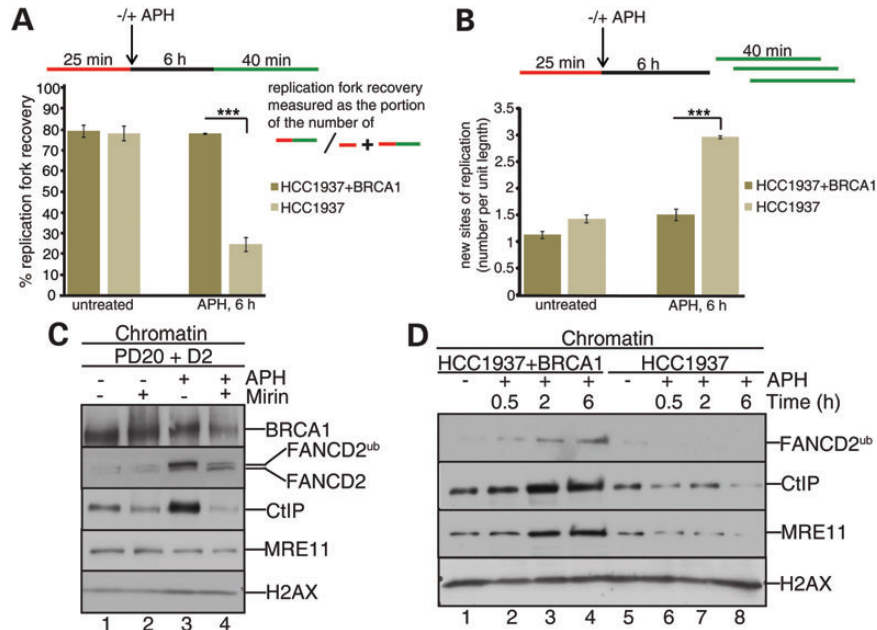 A
-/+ APH
25 min 6 h 40 min
replication fork recovery
measured as the portion
of the number of
/ +
% replication fork recovery
100
90
80
70
60
50
40
30
20
10
0
***
HCC1937+BRCA1
HCC1937
untreated APH, 6 h
B
-/+ APH
25 min 6 h 40 min
new sites of replication
(number per unit legnth)
3.5
3
2.5
2
1.5
1
0.5
0
***
HCC1937+BRCA1
HCC1937
untreated APH, 6 h
C
Chromatin
PD20 + D2
- - + + APH
- + - + Mirin
BRCA1
FANCD2ub
FANCD2
CtIP
MRE11
H2AX
1 2 3 4
D
Chromatin
HCC1937+BRCA1 HCC1937
- + + + - + + + APH
0.5 2 6 0.5 2 6 Time (h)
FANCD2ub
CtIP
MRE11
H2AX
1 2 3 4 5 6 7 8